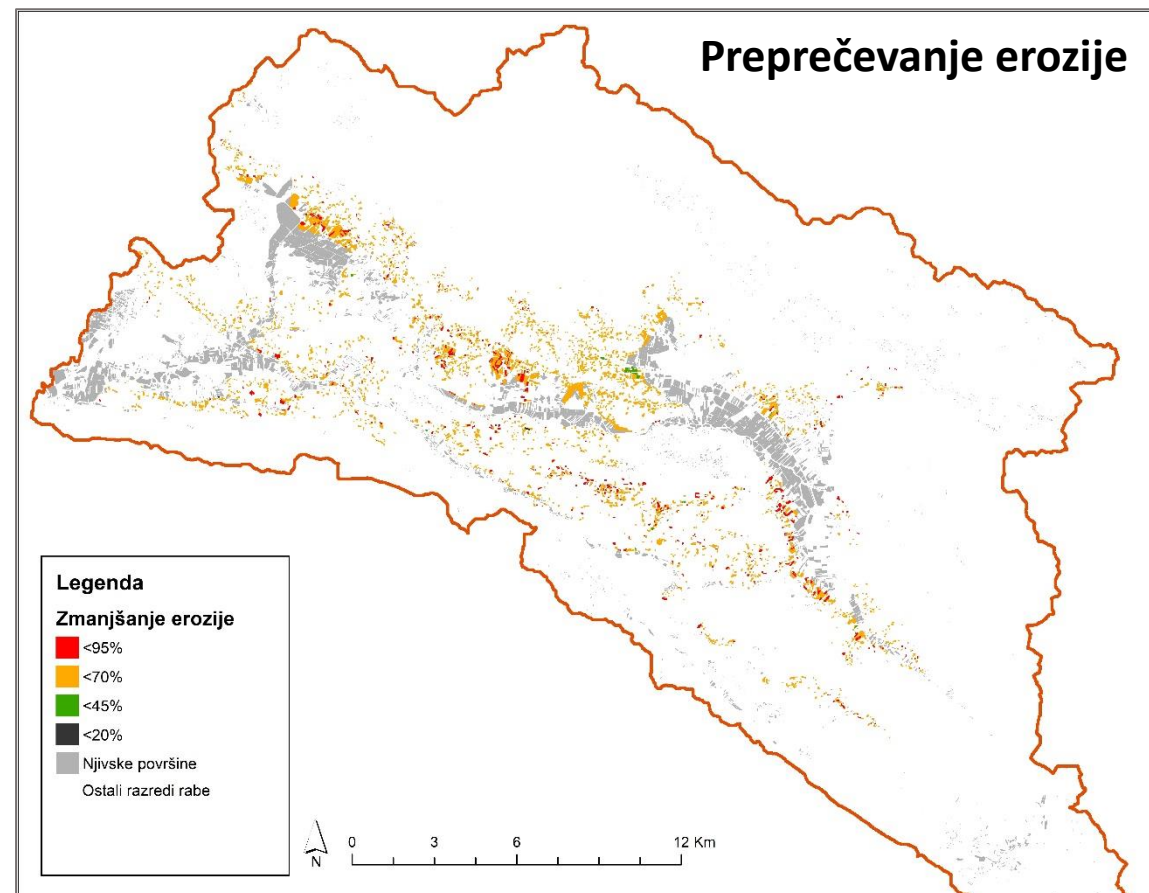 Preprečevanje erozije
Legenda
Zmanjšanje erozije
<95%
<70%
<45%
<20%
Njivske površine
Ostali razredi rabe
N
0 3 6 12 Km